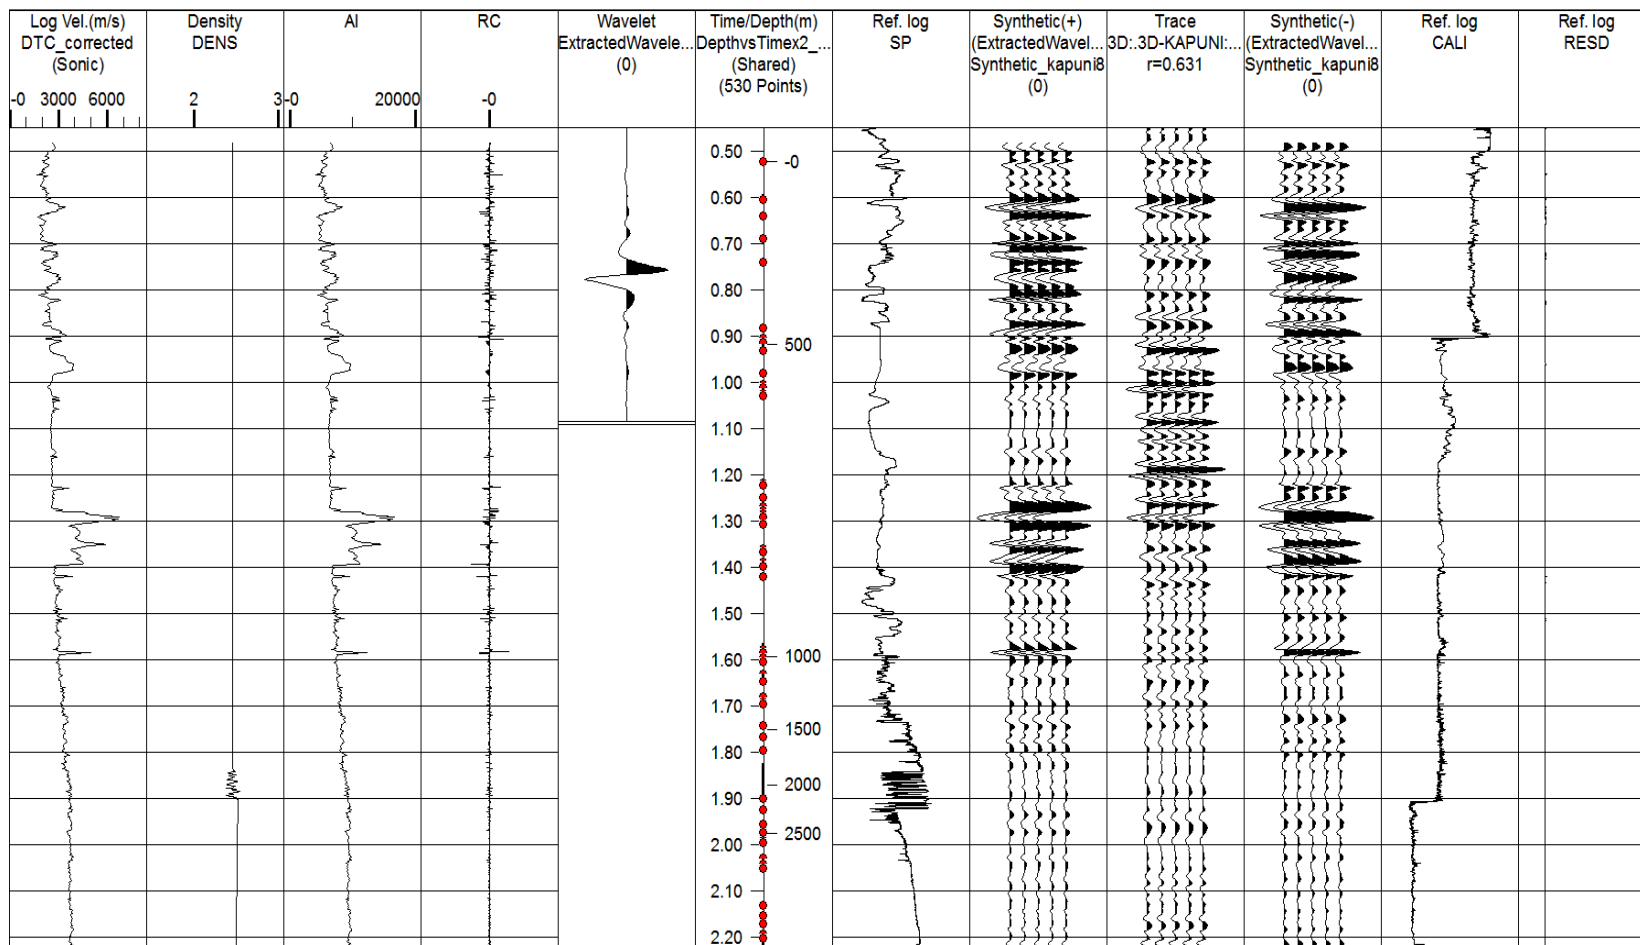 Log Vel.(m/s)
DTC_corrected
(Sonic)
-0 3000 6000
Density
DENS
2 3
AI
-0 20000
RC
-0
Wavelet
ExtractedWavele...
(0)
Time/Depth(m)
DepthvsTimex2_...
(Shared)
(530 Points)
Ref. log
SP
Synthetic(+)
(ExtractedWavel...
Synthetic_kapuni8
(0)
Trace
3D:.3D-KAPUNI:...
r=0.631
Synthetic(-)
(ExtractedWavel...
Synthetic_kapuni8
(0)
Ref. log
CALI
Ref. log
RESD
0.50
-0
0.60
0.70
0.80
0.90
500
1.00
1.10
1.20
1.30
1.40
1.50
1.60
1000
1.70
1500
1.80
2000
1.90
2500
2.00
2.10
2.20